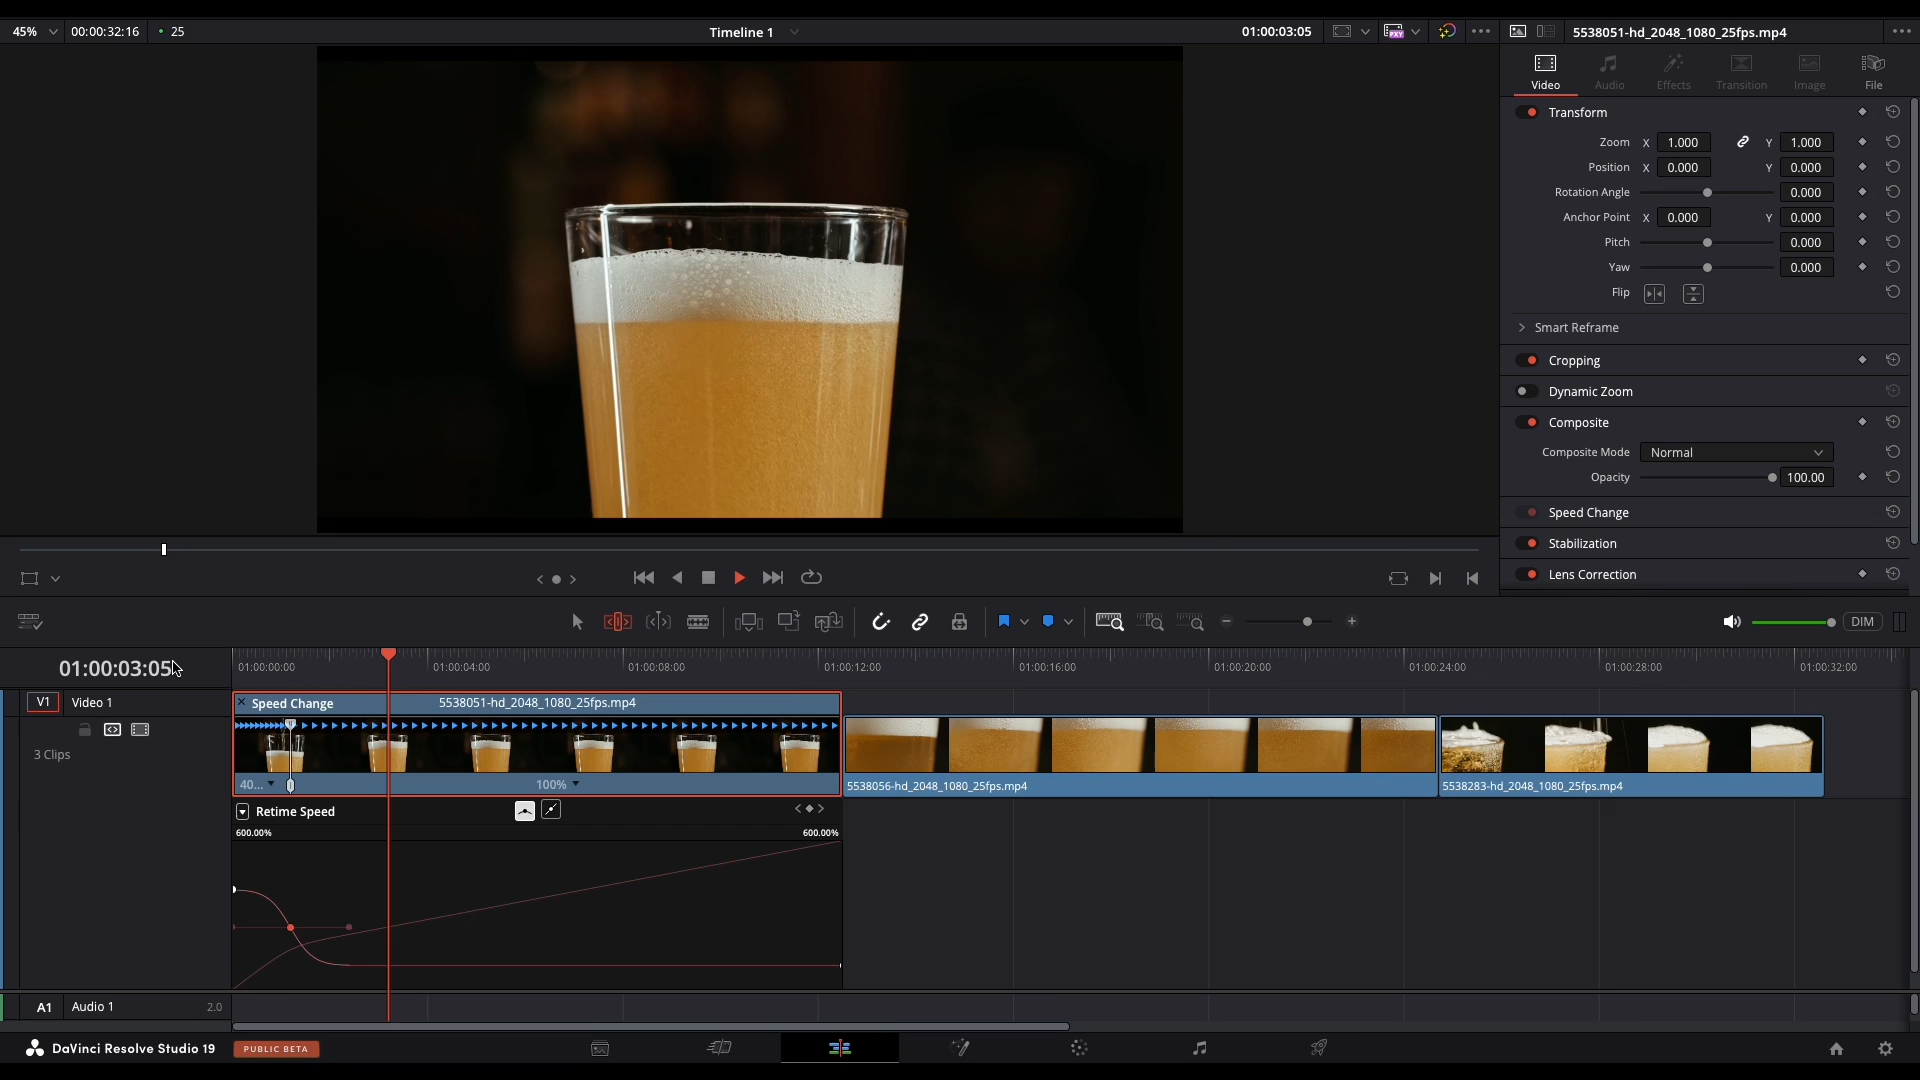 45%
00:00:32:16
25
Timeline 1
01:00:03:05
PXY
5538051-hd_2048_1080_25fps.mp4
Video
Audio
Effects
Transition
Image
File
Transform
Zoom X 1.000 Y 1.000
Position X 0.000 Y 0.000
Rotation Angle 0.000
Anchor Point X 0.000 Y 0.000
Pitch 0.000
Yaw 0.000
Flip
Smart Reframe
Cropping
Dynamic Zoom
Composite
Composite Mode Normal
Opacity 100.00
Speed Change
Stabilization
Lens Correction
DIM
01:00:03:05
01:00:00:00
01:00:04:00
01:00:08:00
01:00:12:00
01:00:16:00
01:00:20:00
01:00:24:00
01:00:28:00
01:00:32:00
V1
Video 1
3 Clips
Speed Change
5538051-hd_2048_1080_25fps.mp4
40...
100%
5538056-hd_2048_1080_25fps.mp4
5538283-hd_2048_1080_25fps.mp4
Retime Speed
600.00%
600.00%
A1
Audio 1
2.0
DaVinci Resolve Studio 19
PUBLIC BETA